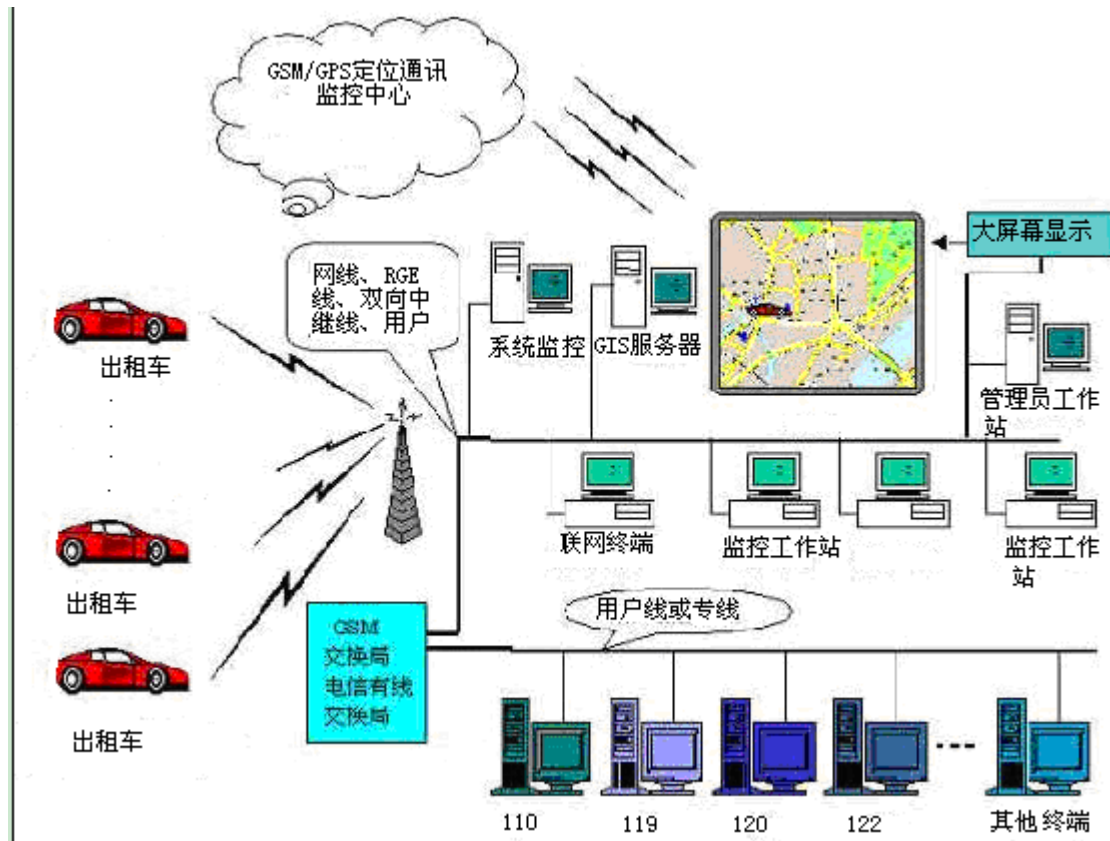 GSM/GPS定位通讯
监控中心
大屏幕显示
网线、RGE
线、双向中
继线、用户
系统监控
GIS服务器
出租车
管理员工作
站
联网终端
监控工作站
监控工作
站
出租车
用户线或专线
GSM
交换局
电信有线
交换局
出租车
110
119
120
122
其他终端